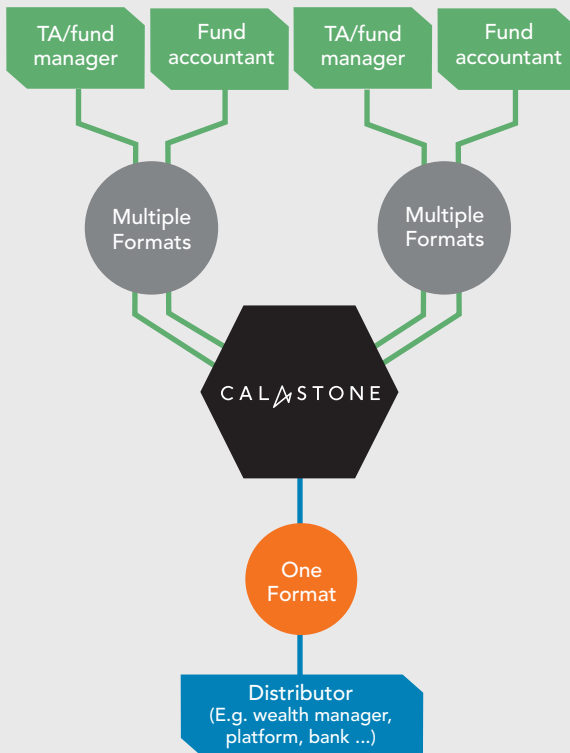 TA/fund
manager
Fund
accountant
TA/fund
manager
Fund
accountant
Multiple
Formats
Multiple
Formats
CALASTONE
One
Format
Distributor
(E.g. wealth manager,
platform, bank ...)